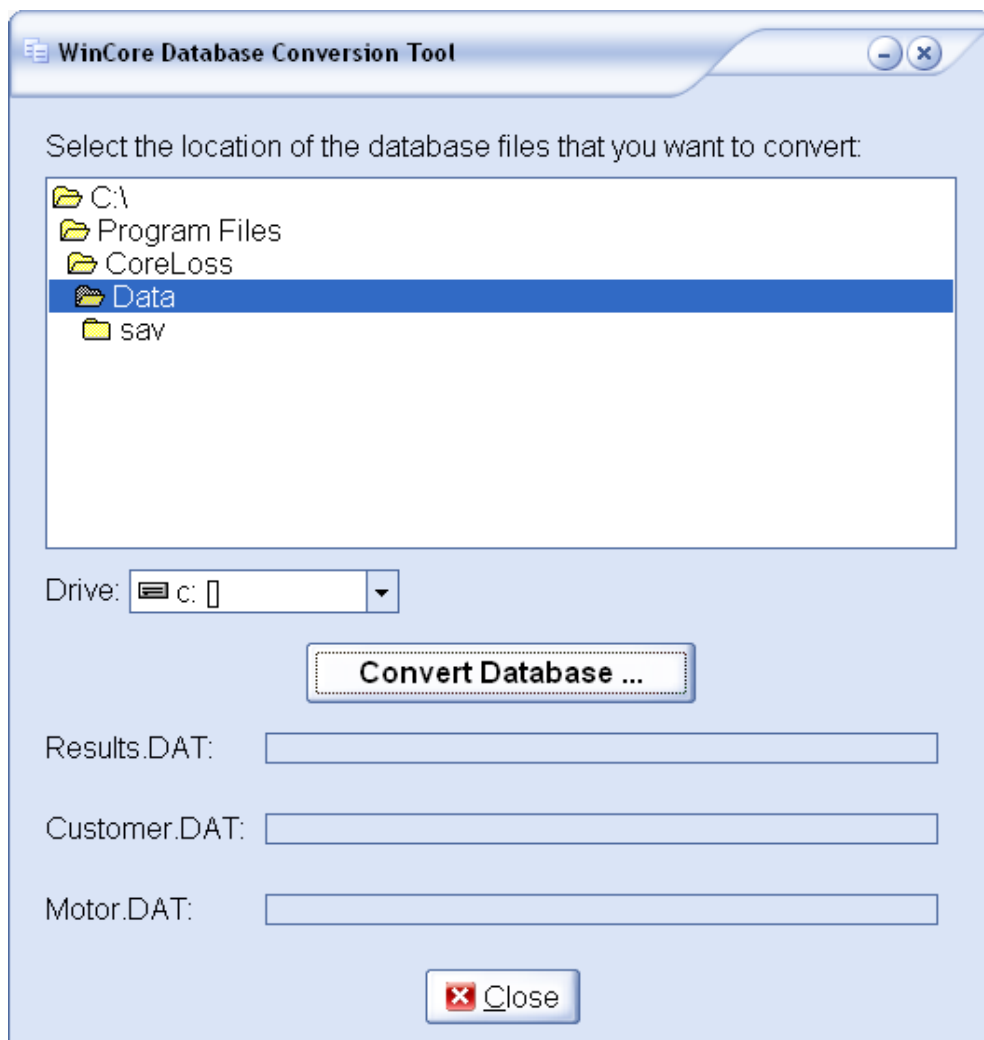 WinCore Database Conversion Tool
Select the location of the database files that you want to convert:
C:\
Program Files
CoreLoss
Data
sav
Drive: c: []
Convert Database ...
Results.DAT:
Customer.DAT:
Motor.DAT:
Close